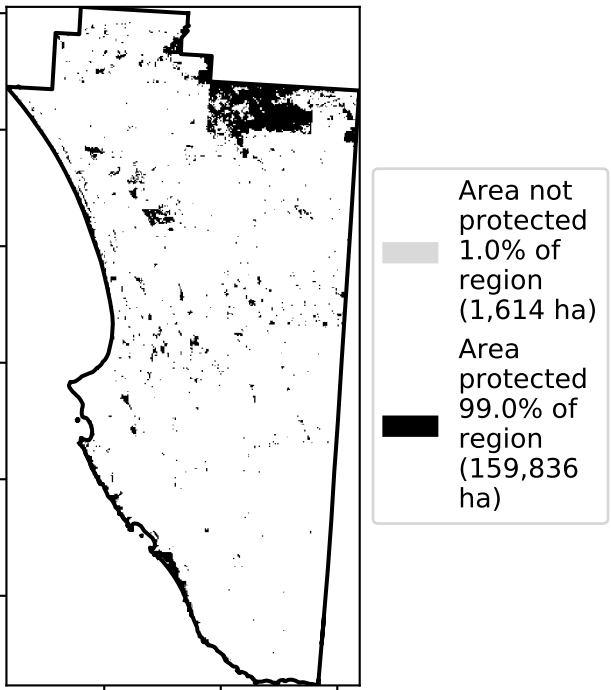 Area not
protected
1.0% of
region
(1,614 ha)
Area
protected
99.0% of
region
(159,836
ha)